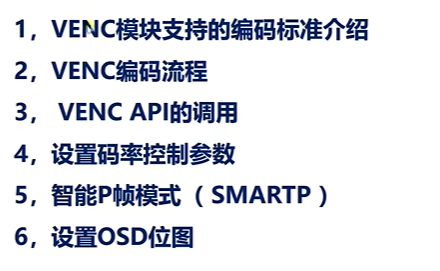 1，VENC模块支持的编码标准介绍
2，VENC编码流程
3， VENC API的调用
4，设置码率控制参数
5，智能P帧模式 （ SMARTP ）
6，设置OSD位图